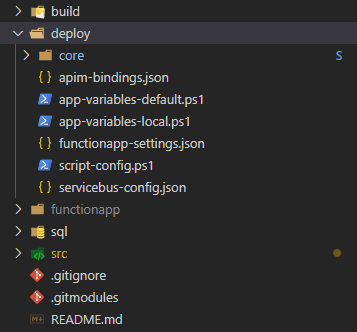 build
deploy
core S
apim-bindings.json
app-variables-default.ps1
app-variables-local.ps1
functionapp-settings.json
script-config.ps1
servicebus-config.json
functionapp
sql
src
.gitignore
.gitmodules
README.md